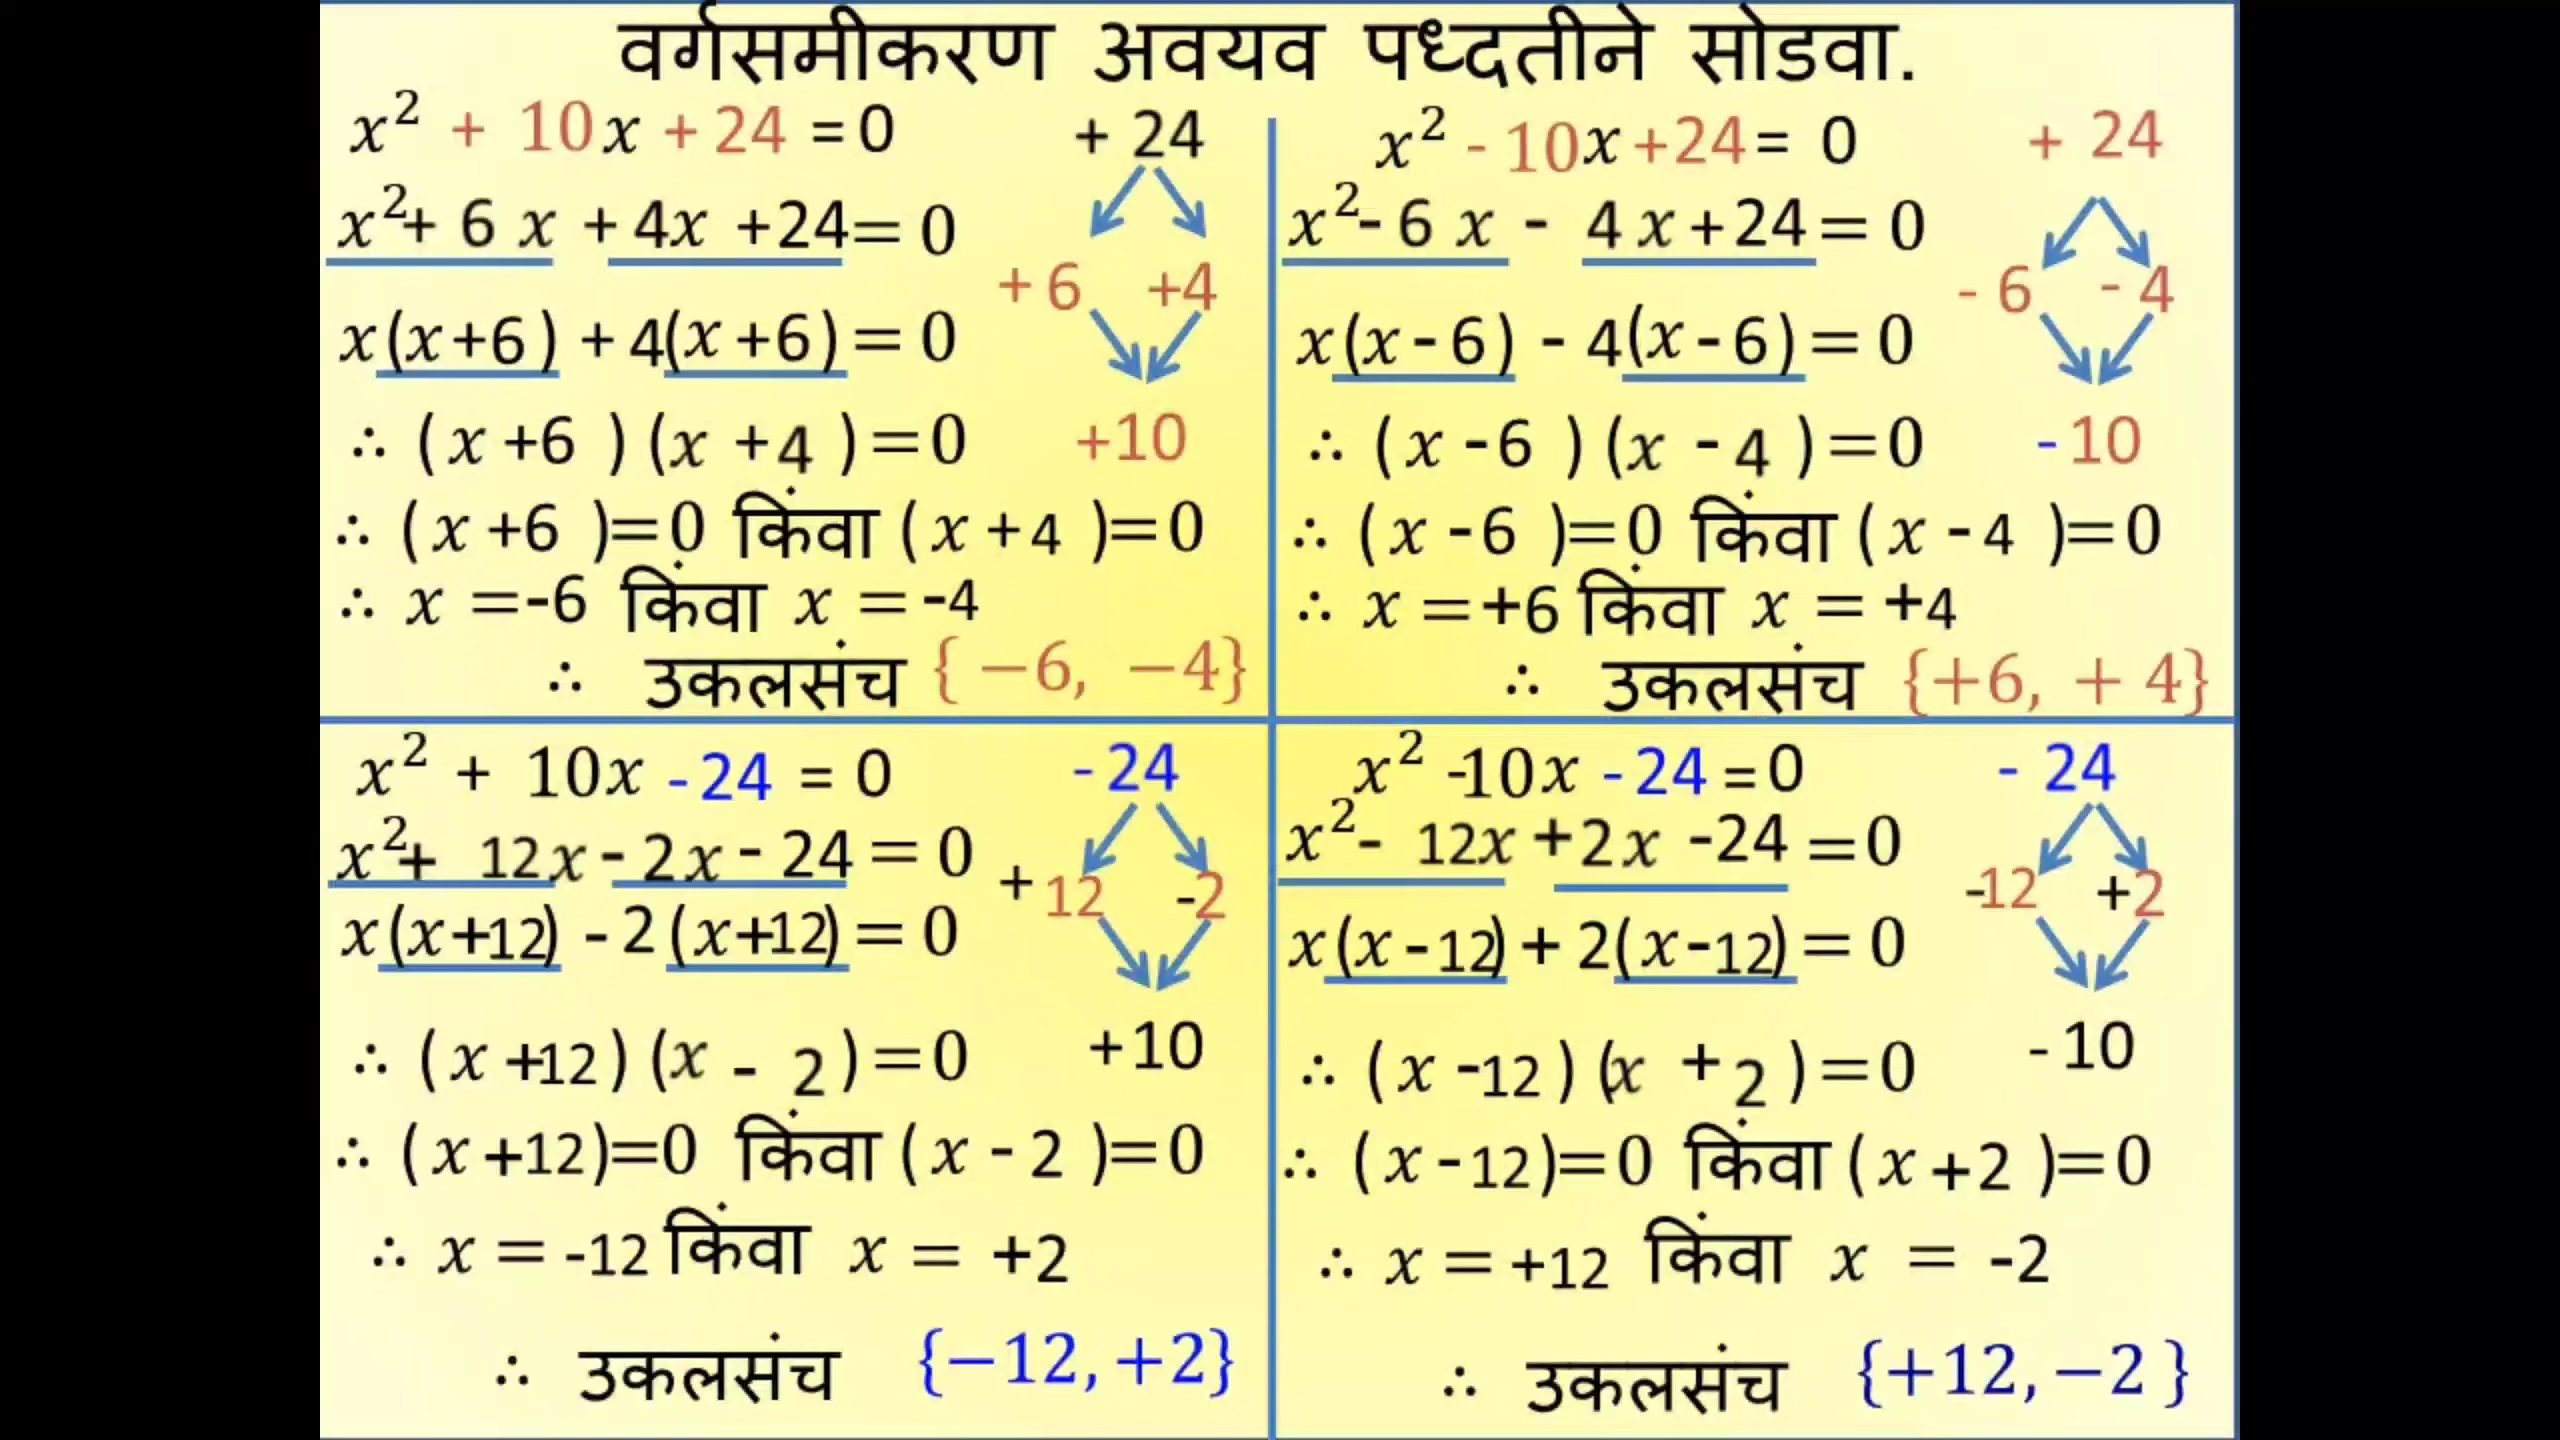 वर्गसमीकरण अवयव पध्दतीने सोडवा.
x² + 10x + 24 = 0
+ 24
x² + 6x + 4x + 24 = 0
+6 +4
x(x+6) + 4(x+6) = 0
∴ (x+6)(x+4) = 0
+10
∴ (x+6)=0 किंवा (x+4)=0
∴ x = -6 किंवा x = -4
∴ उकलसंच {−6, −4}
x² - 10x + 24 = 0
+ 24
x² - 6x - 4x + 24 = 0
-6 -4
x(x-6) - 4(x-6) = 0
∴ (x-6)(x-4) = 0
-10
∴ (x-6)=0 किंवा (x-4)=0
∴ x = +6 किंवा x = +4
∴ उकलसंच {+6, +4}
x² + 10x - 24 = 0
-24
x² + 12x - 2x - 24 = 0
+12 -2
x(x+12) - 2(x+12) = 0
∴ (x+12)(x - 2) = 0
+10
∴ (x+12)=0 किंवा (x-2)=0
∴ x = -12 किंवा x = +2
∴ उकलसंच {−12, +2}
x² -10x - 24 = 0
- 24
x² - 12x + 2x - 24 = 0
-12 +2
x(x-12) + 2(x-12) = 0
∴ (x-12)(x+2) = 0
-10
∴ (x-12)=0 किंवा (x+2)=0
∴ x = +12 किंवा x = -2
∴ उकलसंच {+12, −2}